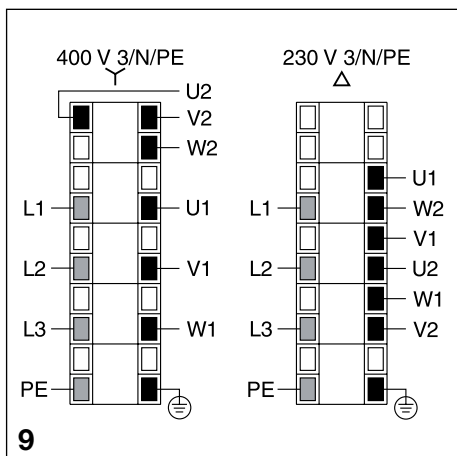 400 V 3/N/PE
U2
V2
W2
L1
U1
L2
V1
L3
W1
PE
230 V 3/N/PE
U1
L1
W2
V1
L2
U2
W1
L3
V2
PE
9